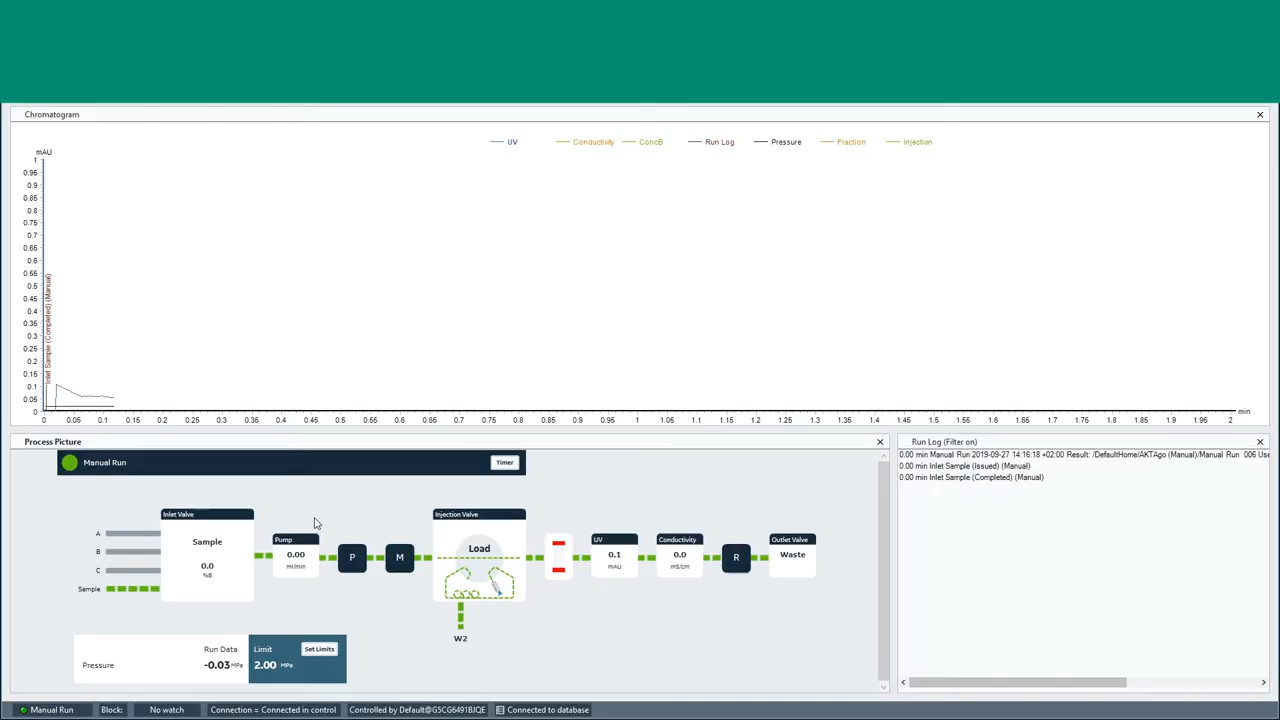 Chromatogram
UV Conductivity ConcB Run Log Pressure Fraction Injection
mAU
1
0.95
0.9
0.85
0.8
0.75
0.7
0.65
0.6
0.55
0.5
0.45
0.4
0.35
0.3
0.25
0.2
0.15
0.1
0.05
0
Inlet Sample (Completed) (Manual)
0 0.05 0.1 0.15 0.2 0.25 0.3 0.35 0.4 0.45 0.5 0.55 0.6 0.65 0.7 0.75 0.8 0.85 0.9 0.95 1 1.05 1.1 1.15 1.2 1.25 1.3 1.35 1.4 1.45 1.5 1.55 1.6 1.65 1.7 1.75 1.8 1.85 1.9 1.95 2 min
Process Picture
Manual Run
Timer
Inlet Valve
Sample
0.0
%B
A
B
C
Sample
Pump
0.00
ml/min
P
M
Injection Valve
Load
W2
UV
0.1
mAU
Conductivity
0.0
mS/cm
R
Outlet Valve
Waste
Run Data
Pressure
-0.03 MPa
Limit
Set Limits
2.00 MPa
Run Log (Filter on)
0.00 min Manual Run 2019-09-27 14:16:18 +02:00 Result: /DefaultHome/ÄKTAgo (Manual)/Manual Run 006 Use
0.00 min Inlet Sample (Issued) (Manual)
0.00 min Inlet Sample (Completed) (Manual)
Manual Run Block: No watch Connection = Connected in control Controlled by Default@G5CG6491BJQE Connected to database